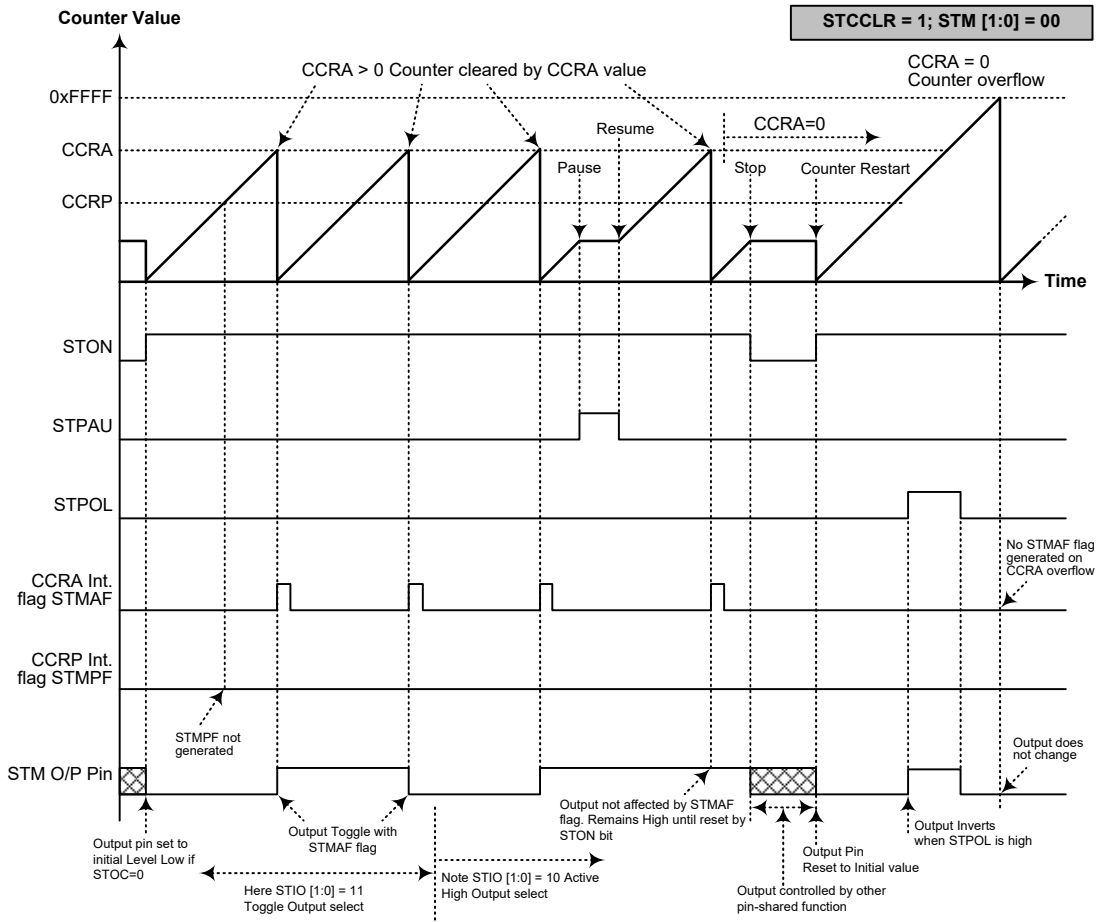 Counter Value
STCCLR = 1; STM [1:0] = 00
CCRA > 0 Counter cleared by CCRA value
CCRA = 0
Counter overflow
0xFFFF
Resume
CCRA=0
CCRA
Pause
Stop
Counter Restart
CCRP
Time
STON
STPAU
STPOL
No STMAF flag
generated on
CCRA overflow
CCRA Int.
flag STMAF
CCRP Int.
flag STMPF
STMPF not
generated
Output does
not change
STM O/P Pin
Output pin set to
initial Level Low if
STOC=0
Output Toggle with
STMAF flag
Output not affected by STMAF
flag. Remains High until reset by
STON bit
Output Inverts
when STPOL is high
Output Pin
Reset to Initial value
Here STIO [1:0] = 11
Toggle Output select
Note STIO [1:0] = 10 Active
High Output select
Output controlled by other
pin-shared function